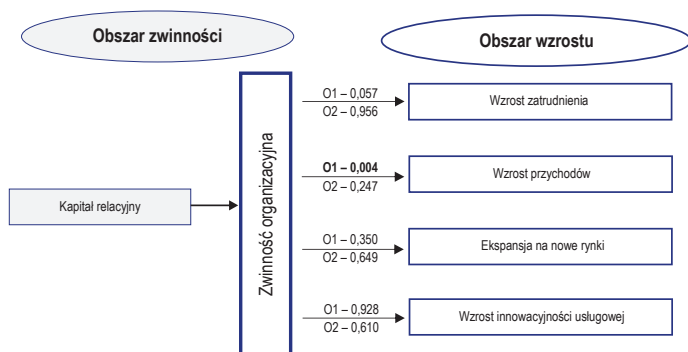 Obszar zwinności
Obszar wzrostu
Kapitał relacyjny
Zwinność organizacyjna
O1 – 0,057
O2 – 0,956
Wzrost zatrudnienia
O1 – 0,004
O2 – 0,247
Wzrost przychodów
O1 – 0,350
O2 – 0,649
Ekspansja na nowe rynki
O1 – 0,928
O2 – 0,610
Wzrost innowacyjności usługowej